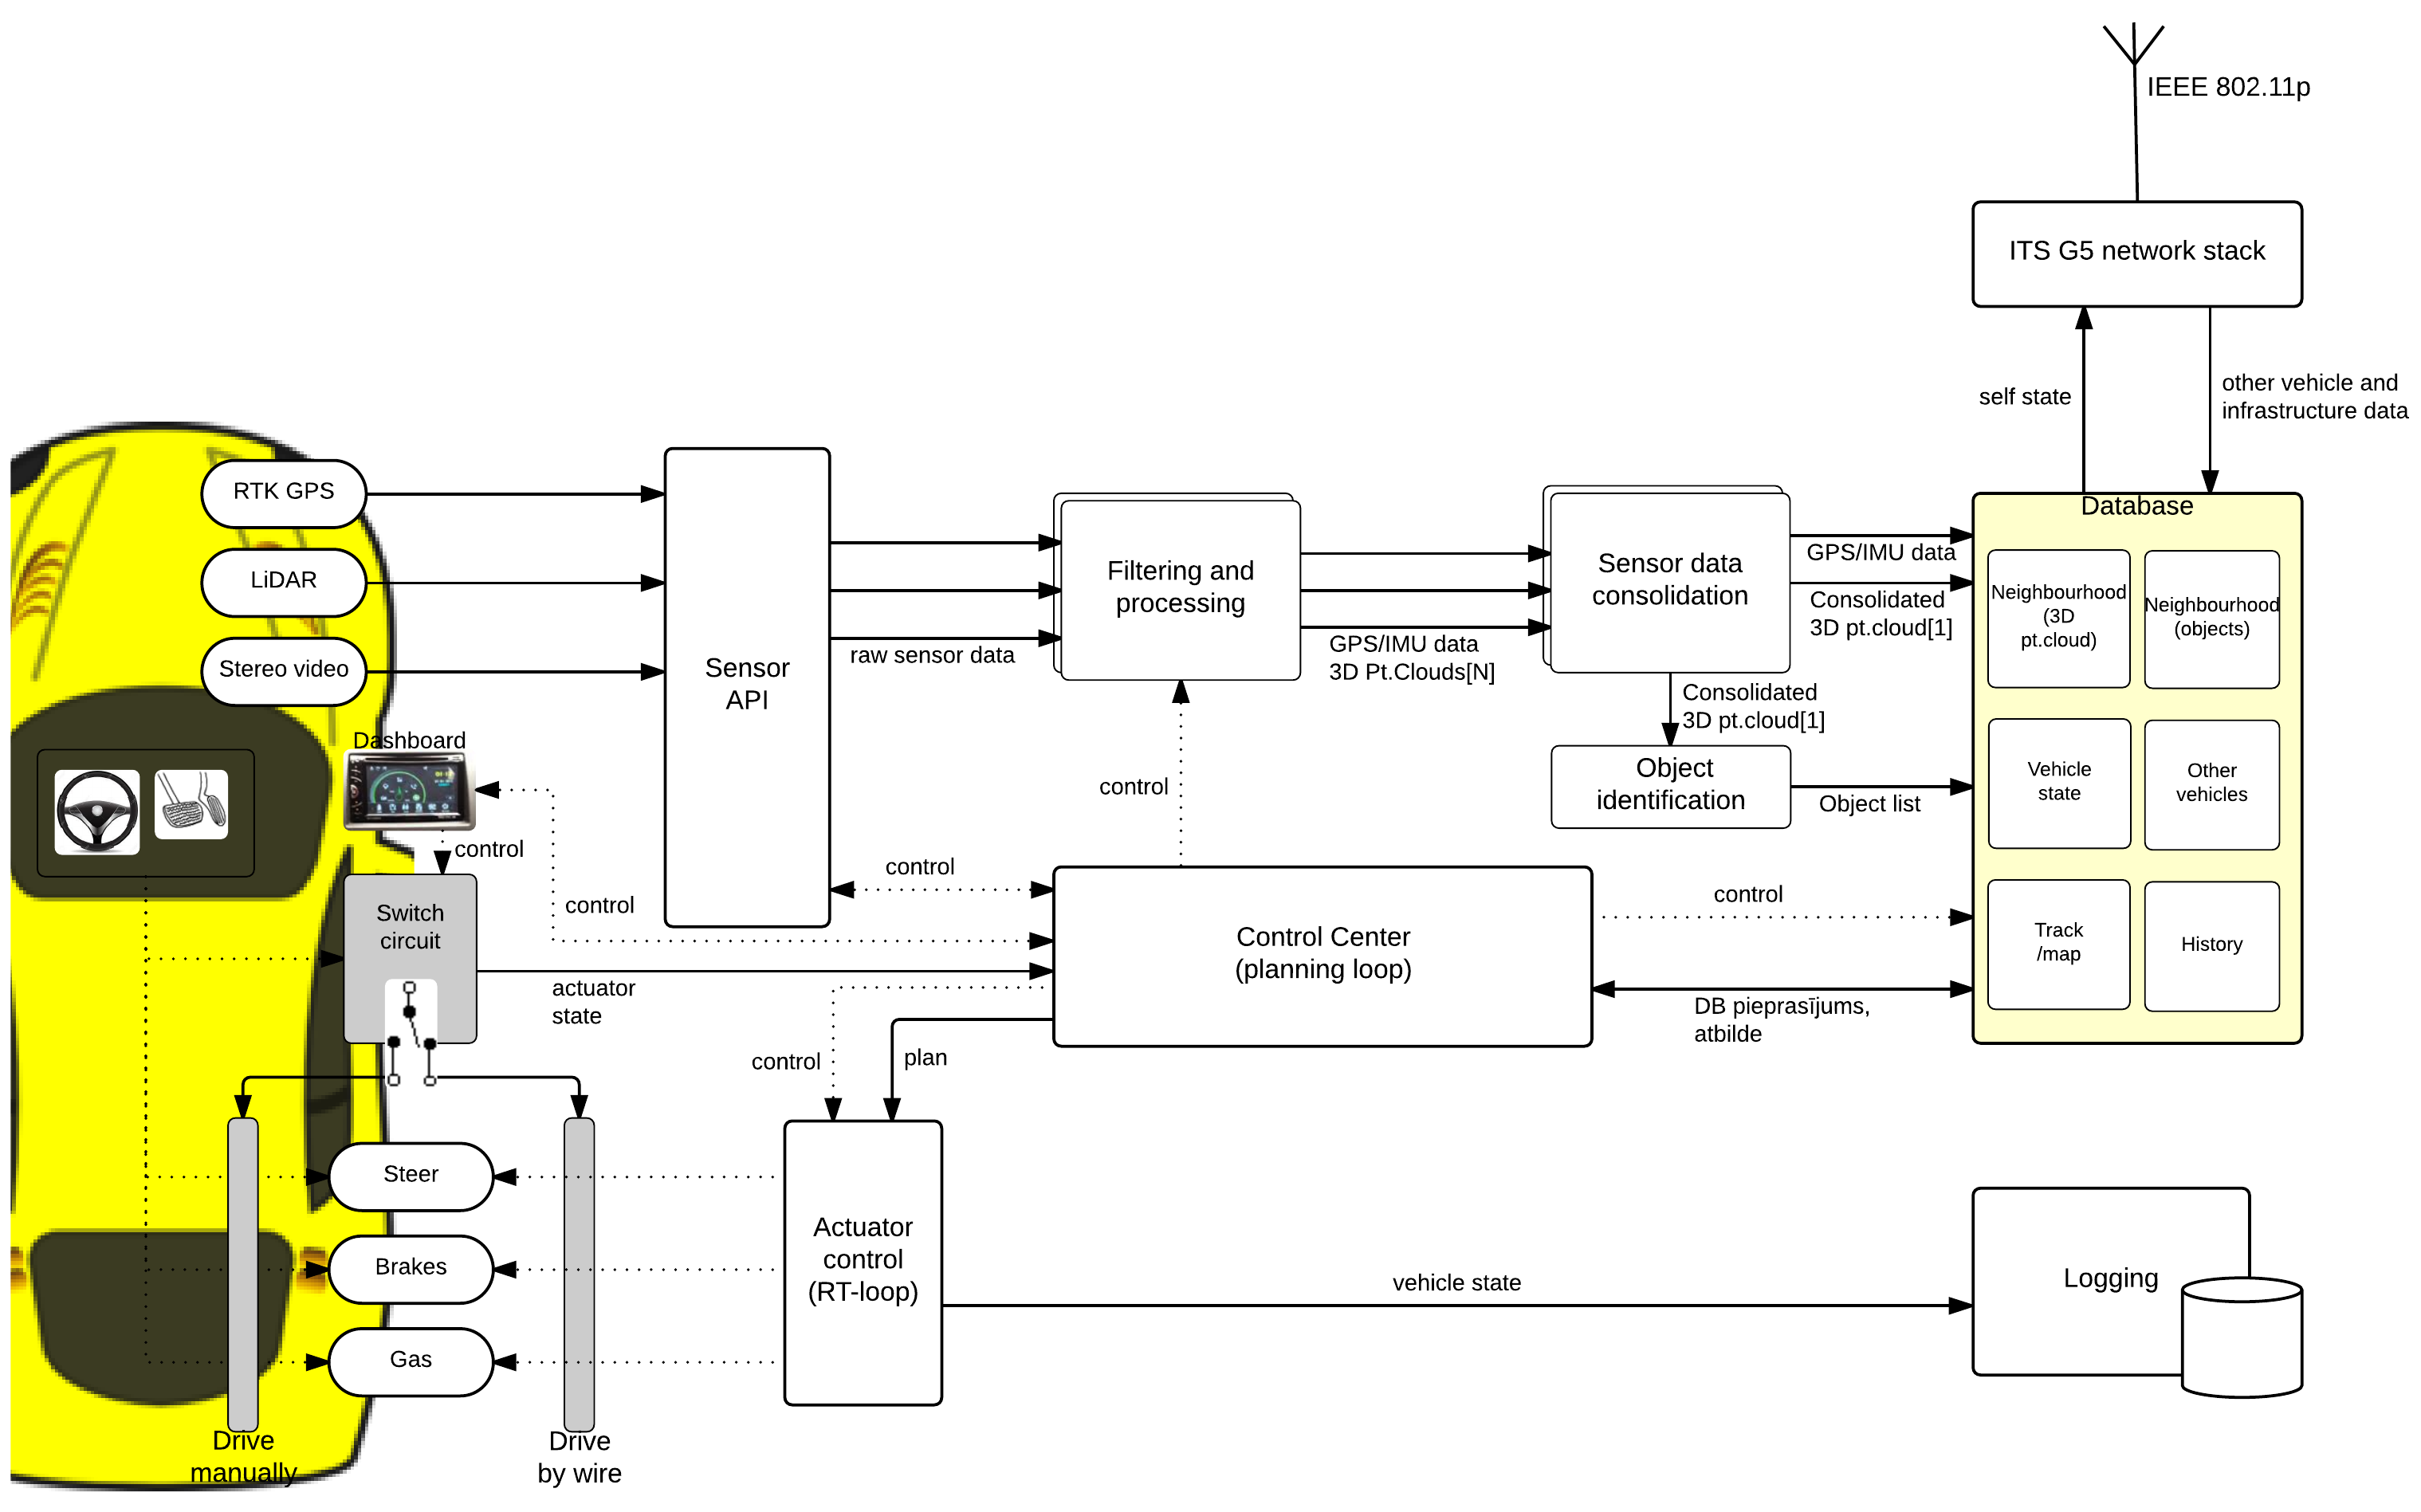 IEEE 802.11p
ITS G5 network stack
self state
other vehicle and
infrastructure data
RTK GPS
LiDAR
Stereo video
Sensor
API
raw sensor data
Filtering and
processing
GPS/IMU data
3D Pt.Clouds[N]
Sensor data
consolidation
GPS/IMU data
Consolidated
3D pt.cloud[1]
Consolidated
3D pt.cloud[1]
Object
identification
Object list
Database
Neighbourhood
(3D
pt.cloud)
Neighbourhood
(objects)
Vehicle
state
Other
vehicles
Track
/map
History
Dashboard
control
control
control
control
control
Switch
circuit
actuator
state
Control Center
(planning loop)
DB pieprasījums,
atbilde
control
plan
Steer
Brakes
Gas
Actuator
control
(RT-loop)
vehicle state
Logging
Drive
manually
Drive
by wire